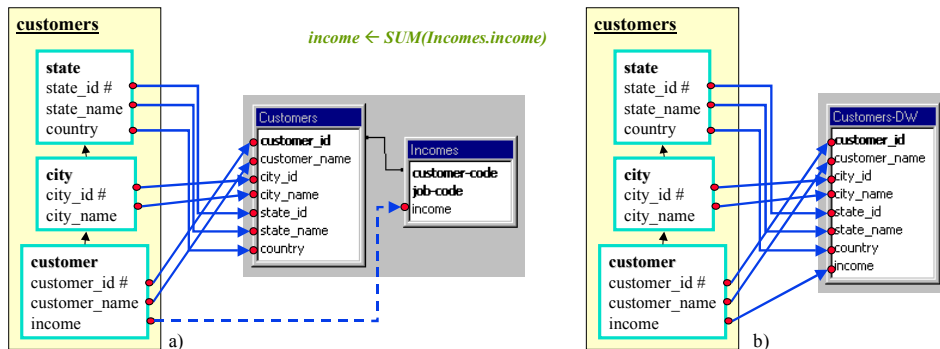 customers
state
state_id #
state_name
country
city
city_id #
city_name
customer
customer_id #
customer_name
income
a)
income ← SUM(Incomes.income)
Customers
customer_id
customer_name
city_id
city_name
state_id
state_name
country
Incomes
customer-code
job-code
income
customers
state
state_id #
state_name
country
city
city_id #
city_name
customer
customer_id #
customer_name
income
b)
Customers-DW
customer_id
customer_name
city_id
city_name
state_id
state_name
country
income